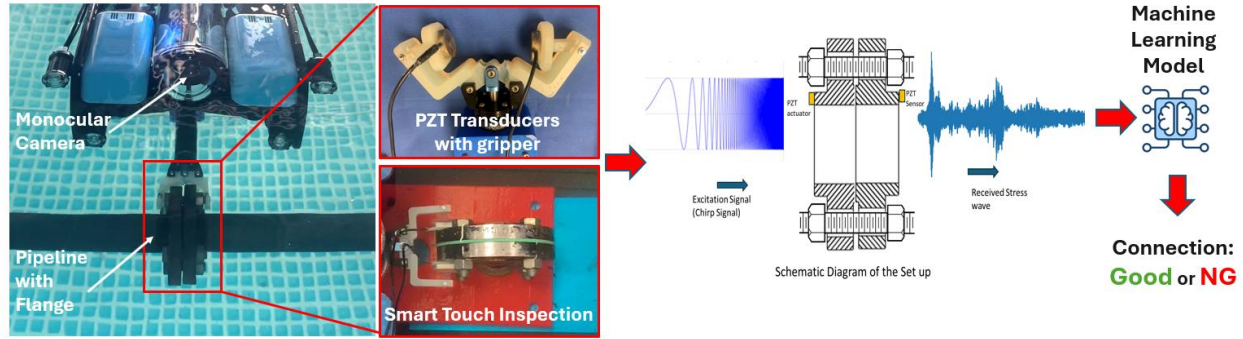 Monocular
Camera
Pipeline
with
Flange
PZT Transducers
with gripper
Smart Touch Inspection
Excitation Signal
(Chirp Signal)
PZT
actuator
PZT
Sensor
Received Stress
wave
Schematic Diagram of the Set up
Machine
Learning
Model
Connection:
Good or NG